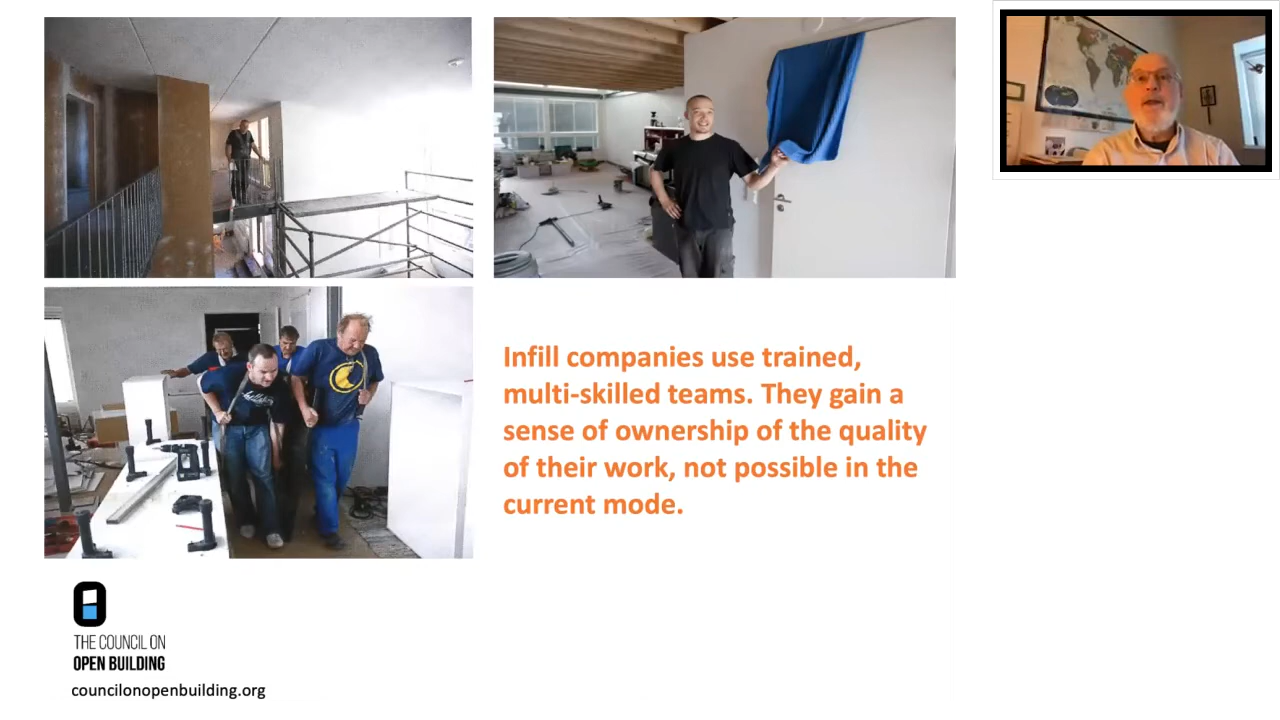 Infill companies use trained,
multi-skilled teams. They gain a
sense of ownership of the quality
of their work, not possible in the
current mode.
THE COUNCIL ON
OPEN BUILDING
councilonopenbuilding.org